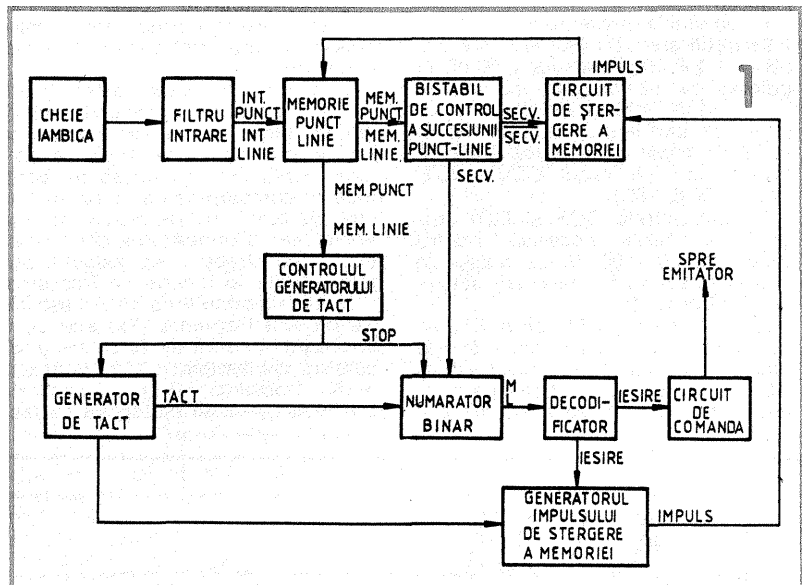 1
IMPULS
CHEIE
IAMBICA
FILTRU
INTRARE
INT.
PUNCT
INT
LINIE
MEMORIE
PUNCT
LINIE
MEM.
PUNCT
MEM.
LINIE.
BISTABIL
DE CONTROL
A SUCCESIUNII
PUNCT-LINIE
SECV.
SECV.
CIRCUIT
DE ȘTER-
GERE A
MEMORIEI
SECV.
MEM. PUNCT
MEM. LINIE
CONTROLUL
GENERATORULUI
DE TACT
SPRE
EMITATOR
STOP
GENERATOR
DE TACT
TACT
NUMARATOR
BINAR
M
L
DECODI-
FICATOR
IESIRE
CIRCUIT
DE
COMANDA
IESIRE
GENERATORUL
IMPULSULUI
DE STERGERE
A MEMORIEI
IMPULS